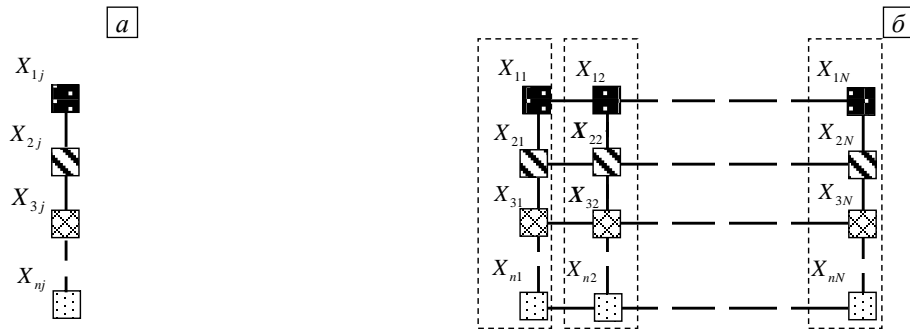 а
X1j
X2j
X3j
Xnj
б
X11 X12 X1N
X21 X22 X2N
X31 X32 X3N
Xn1 Xn2 XnN